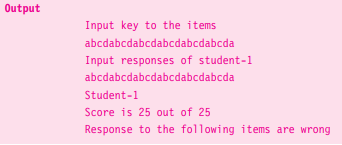 Output
Input key to the items
abcdabcdabcdabcdabcdabcda
Input responses of student-1
abcdabcdabcdabcdabcdabcda
Student-1
Score is 25 out of 25
Response to the following items are wrong